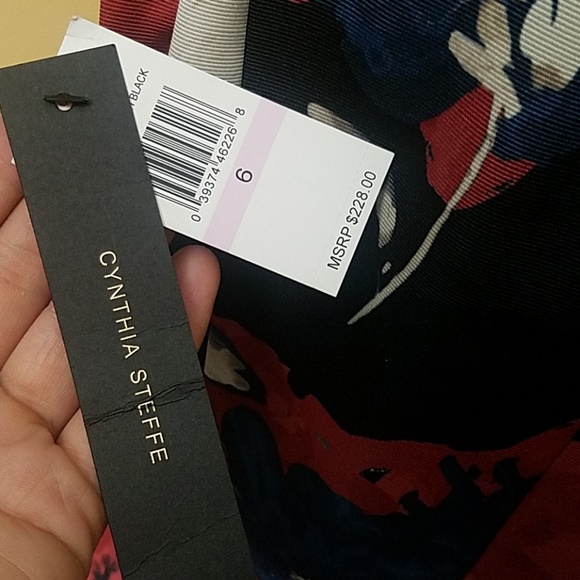 BLACK
0 39374 46226 8
6
MSRP $228.00
CYNTHIA STEFFE